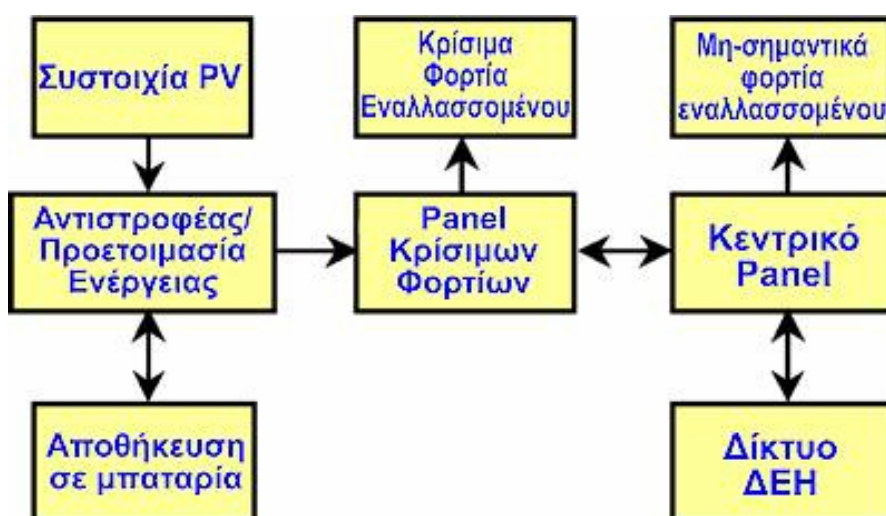 Συστοιχία PV
Κρίσιμα
Φορτία
Εναλλασσομένου
Μη-σημαντικά
φορτία
εναλλασσομένου
Αντιστροφέας/
Προετοιμασία
Ενέργειας
Panel
Κρίσιμων
Φορτίων
Κεντρικό
Panel
Αποθήκευση
σε μπαταρία
Δίκτυο
ΔΕΗ